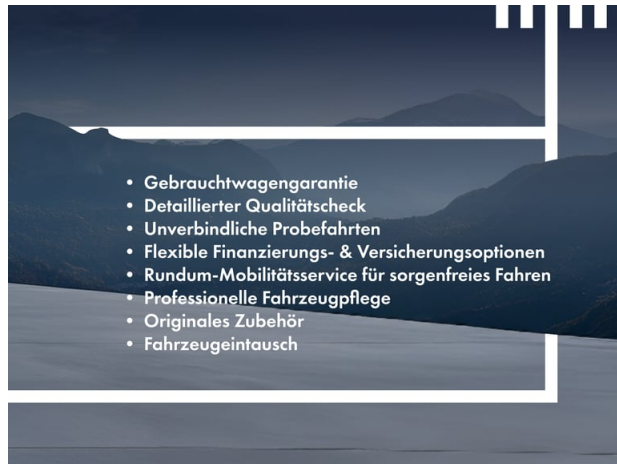 • Gebrauchtwagengarantie
• Detaillierter Qualitätscheck
• Unverbindliche Probefahrten
• Flexible Finanzierungs- & Versicherungsoptionen
• Rundum-Mobilitätsservice für sorgenfreies Fahren
• Professionelle Fahrzeugpflege
• Originales Zubehör
• Fahrzeugeintausch